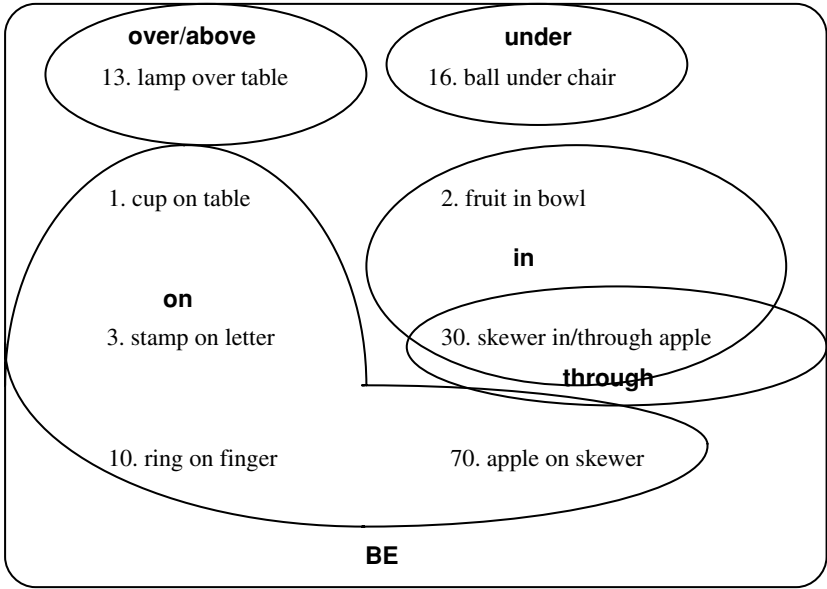 over/above
13. lamp over table
under
16. ball under chair
1. cup on table
2. fruit in bowl
in
on
3. stamp on letter
30. skewer in/through apple
through
10. ring on finger
70. apple on skewer
BE